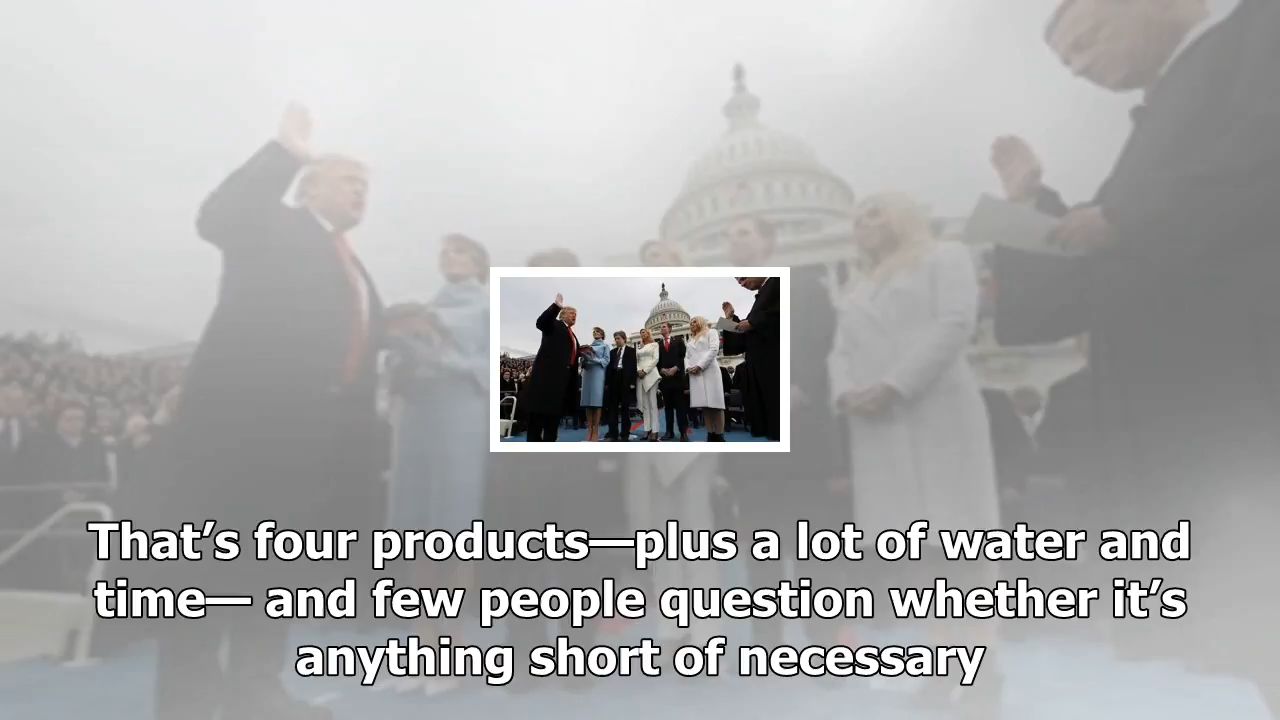 That’s four products—plus a lot of water and
time— and few people question whether it’s
anything short of necessary